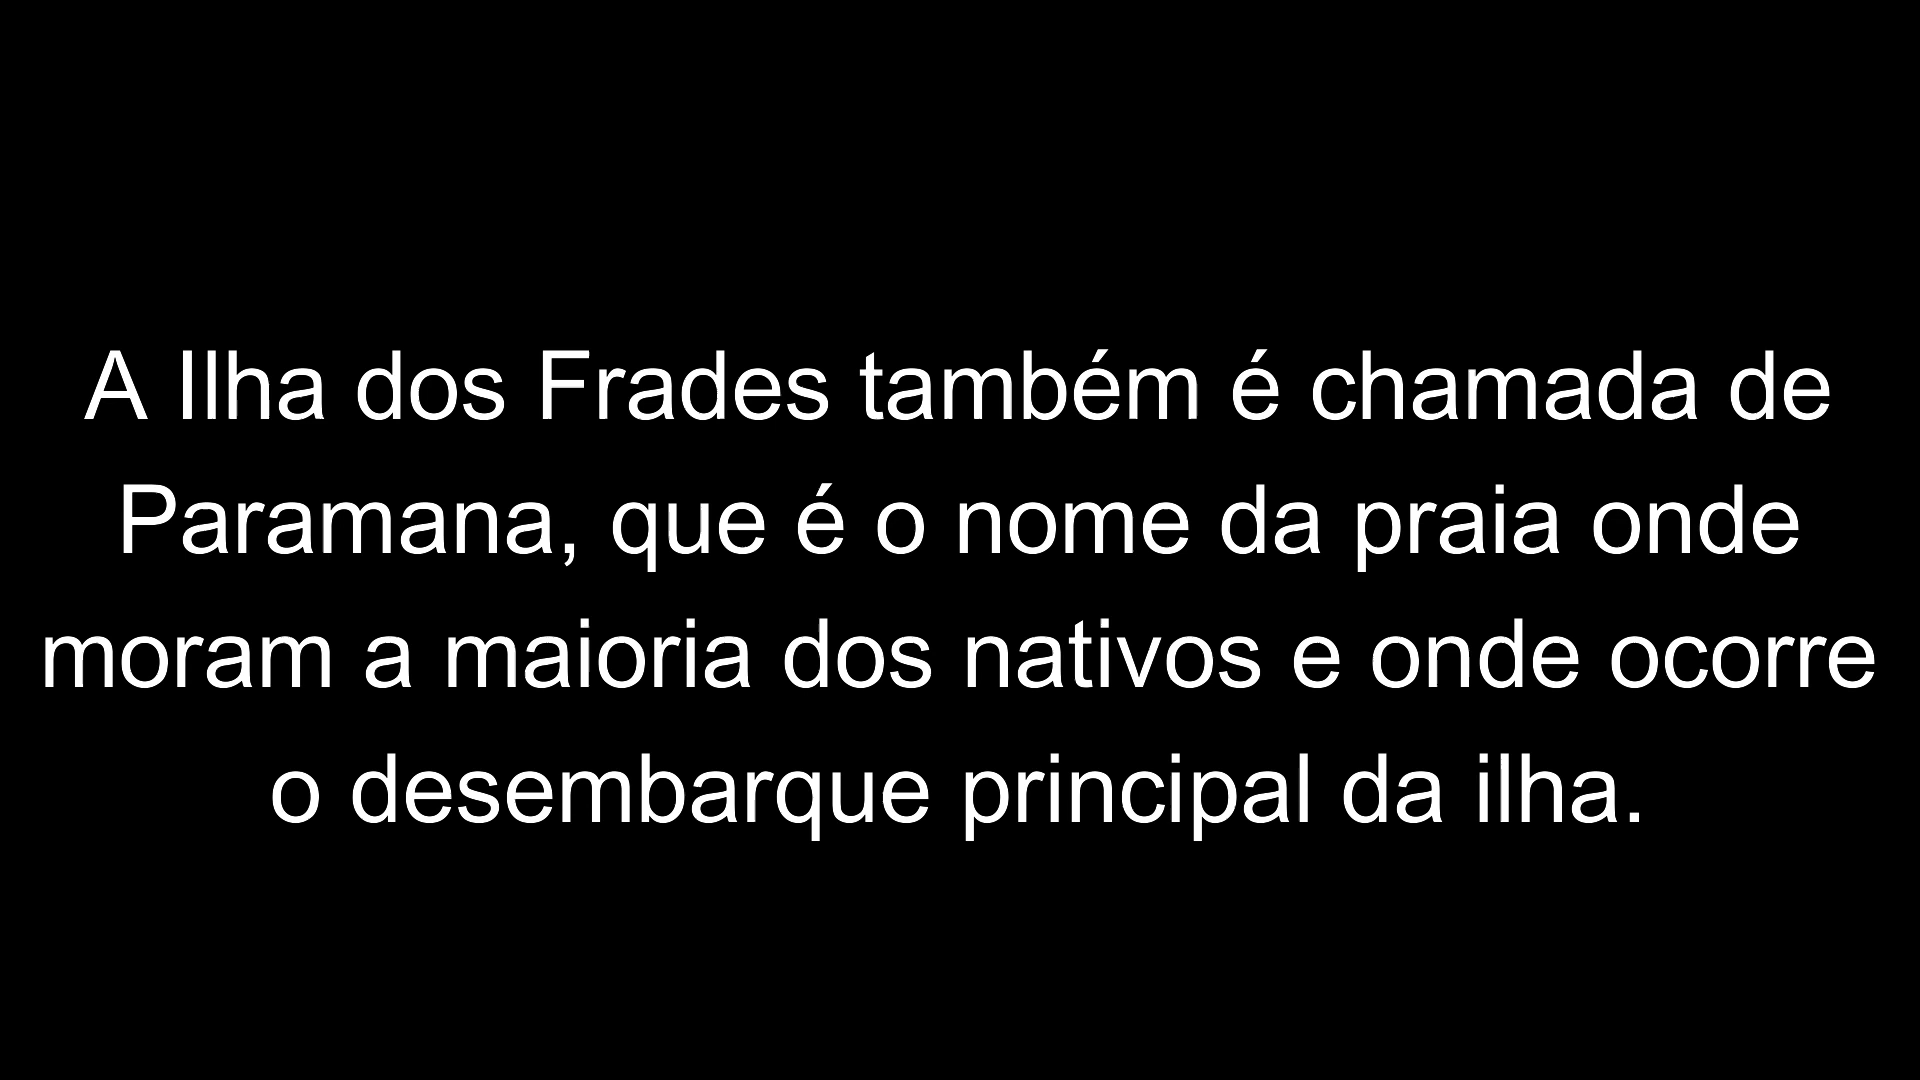 A Ilha dos Frades também é chamada de
Paramana, que é o nome da praia onde
moram a maioria dos nativos e onde ocorre
o desembarque principal da ilha.